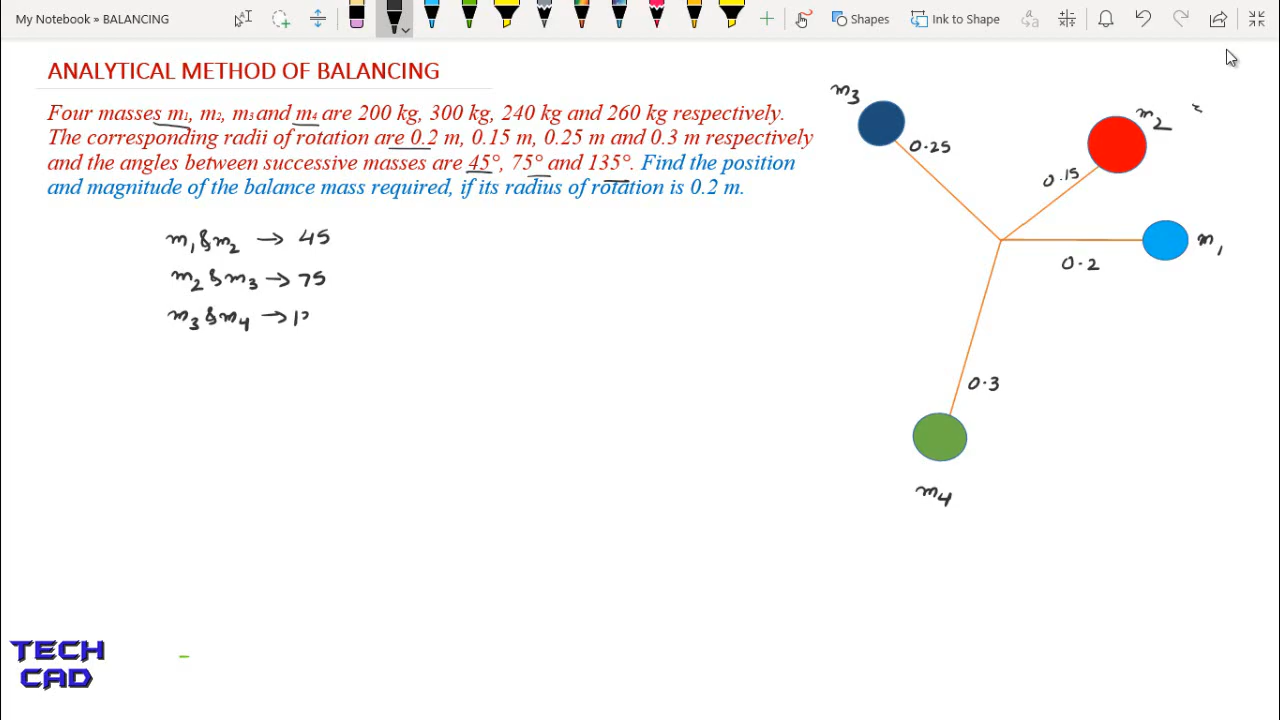 My Notebook » BALANCING
Shapes
Ink to Shape
ANALYTICAL METHOD OF BALANCING
Four masses m₁, m₂, m₃ and m₄ are 200 kg, 300 kg, 240 kg and 260 kg respectively.
The corresponding radii of rotation are 0.2 m, 0.15 m, 0.25 m and 0.3 m respectively
and the angles between successive masses are 45°, 75° and 135°. Find the position
and magnitude of the balance mass required, if its radius of rotation is 0.2 m.
m₁ & m₂ → 45
m₂ & m₃ → 75
m₃ & m₄ →
m₃
m₂
0.25
0.15
m₁
0.2
0.3
m₄
TECH
CAD